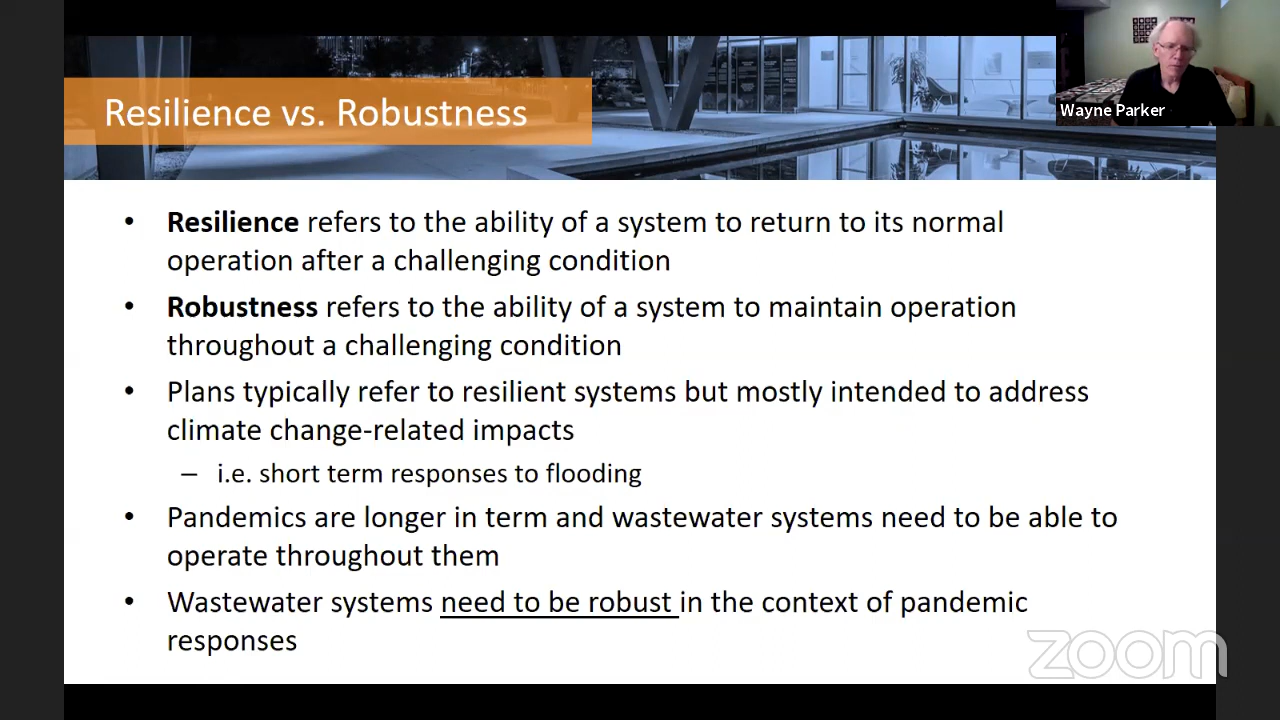 Resilience vs. Robustness
Wayne Parker
• Resilience refers to the ability of a system to return to its normal
operation after a challenging condition
• Robustness refers to the ability of a system to maintain operation
throughout a challenging condition
• Plans typically refer to resilient systems but mostly intended to address
climate change-related impacts
– i.e. short term responses to flooding
• Pandemics are longer in term and wastewater systems need to be able to
operate throughout them
• Wastewater systems need to be robust in the context of pandemic
responses
zoom